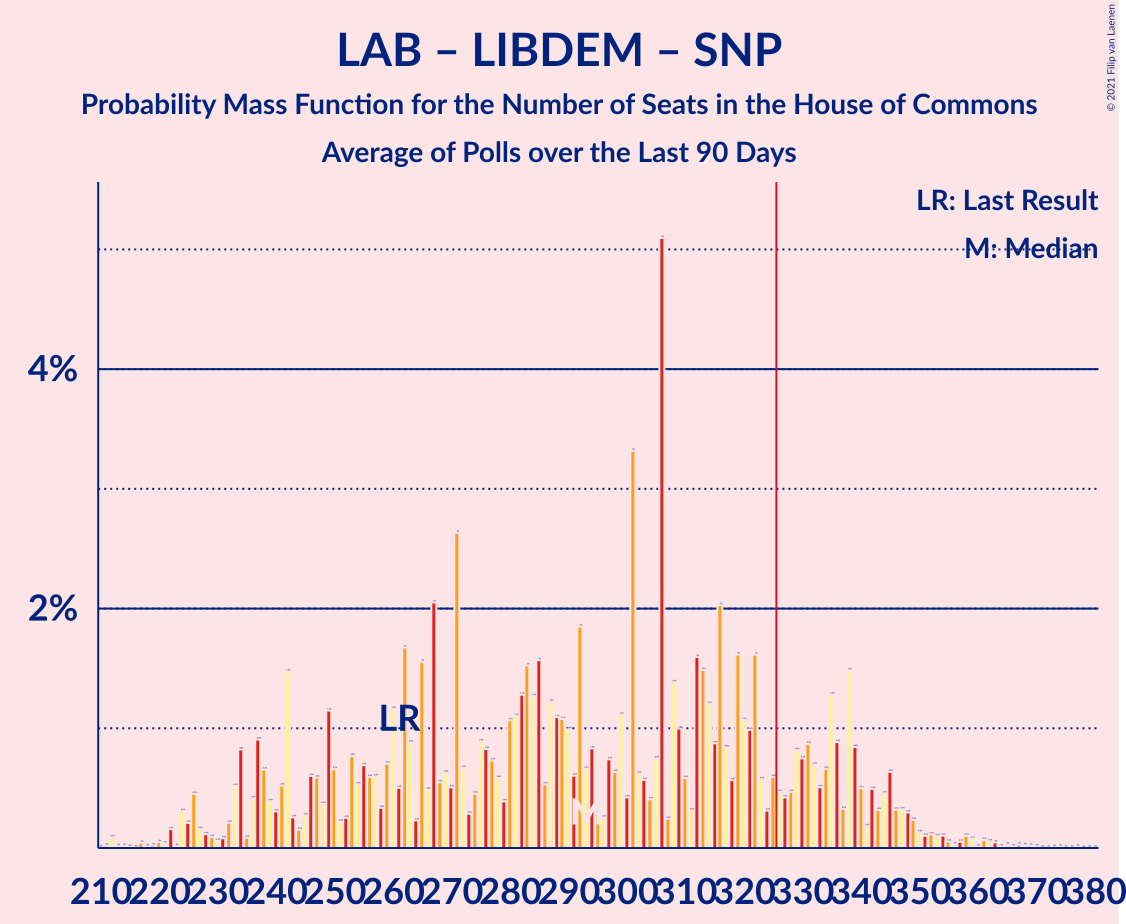 LAB – LIBDEM – SNP
Probability Mass Function for the Number of Seats in the House of Commons
Average of Polls over the Last 90 Days
© 2021 Filip van Laenen
LR: Last Result
M: Median
4%
2%
LR
M
210 220 230 240 250 260 270 280 290 300 310 320 330 340 350 360 370 380